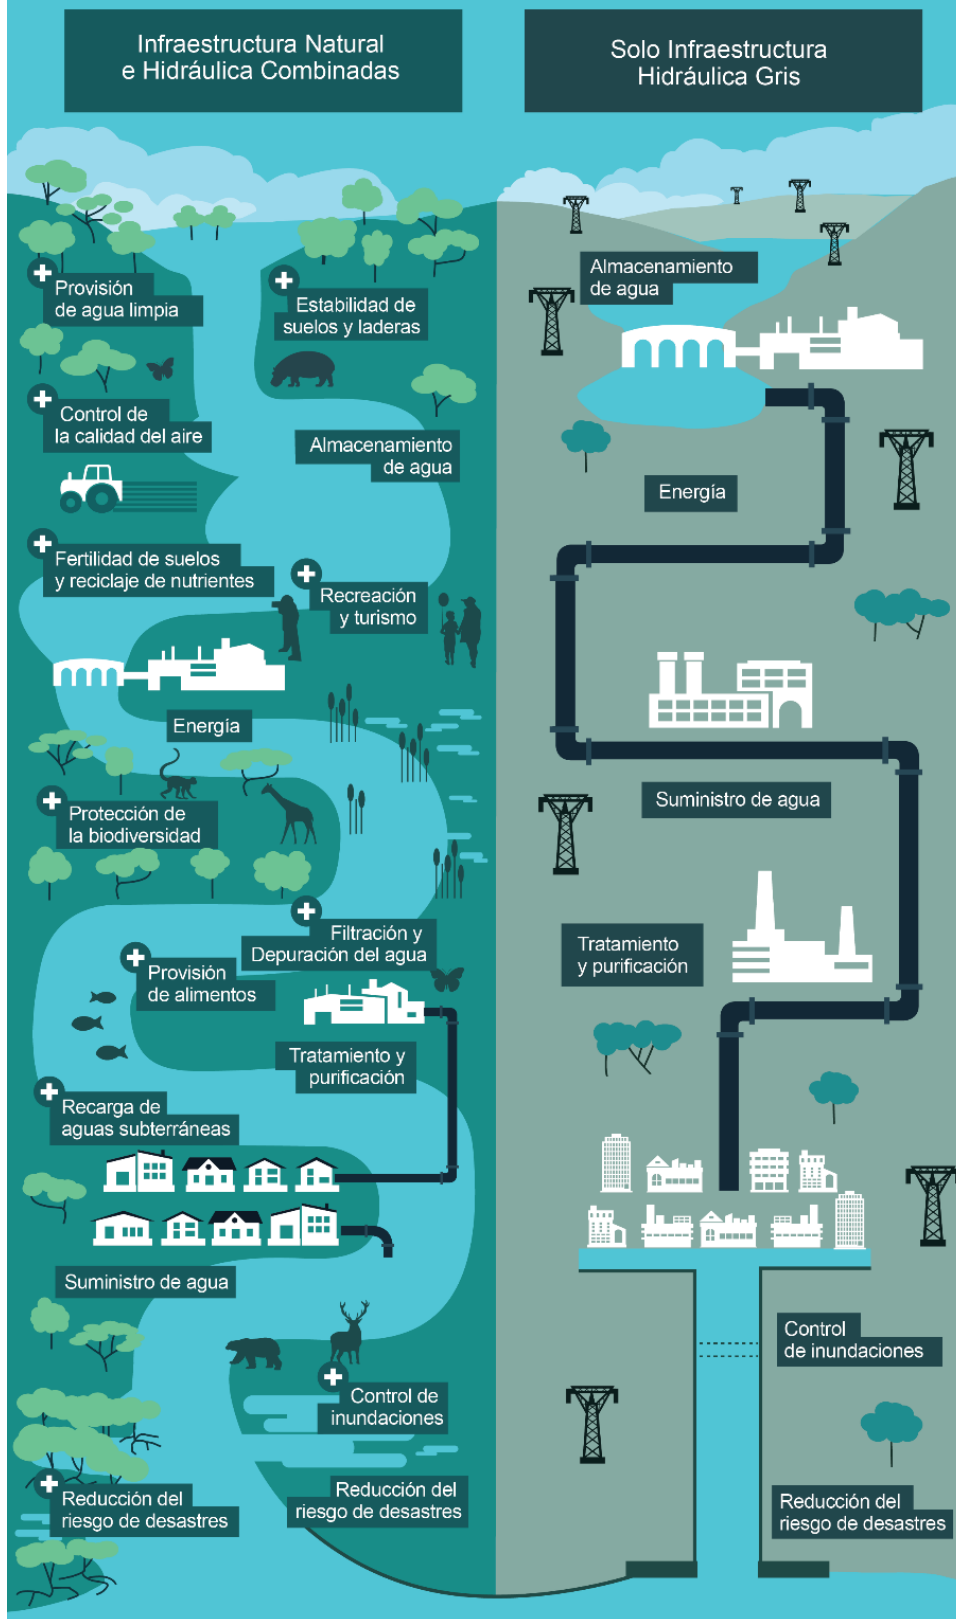 Infraestructura Natural
e Hidráulica Combinadas
Provisión
de agua limpia
Estabilidad de
suelos y laderas
Control de
la calidad del aire
Almacenamiento
de agua
Fertilidad de suelos
y reciclaje de nutrientes
Recreación
y turismo
Energía
Protección de
la biodiversidad
Filtración y
Depuración del agua
Provisión
de alimentos
Tratamiento y
purificación
Recarga de
aguas subterráneas
Suministro de agua
Control de
inundaciones
Reducción del
riesgo de desastres
Reducción del
riesgo de desastres
Solo Infraestructura
Hidráulica Gris
Almacenamiento
de agua
Energía
Suministro de agua
Tratamiento
y purificación
Control
de inundaciones
Reducción del
riesgo de desastres